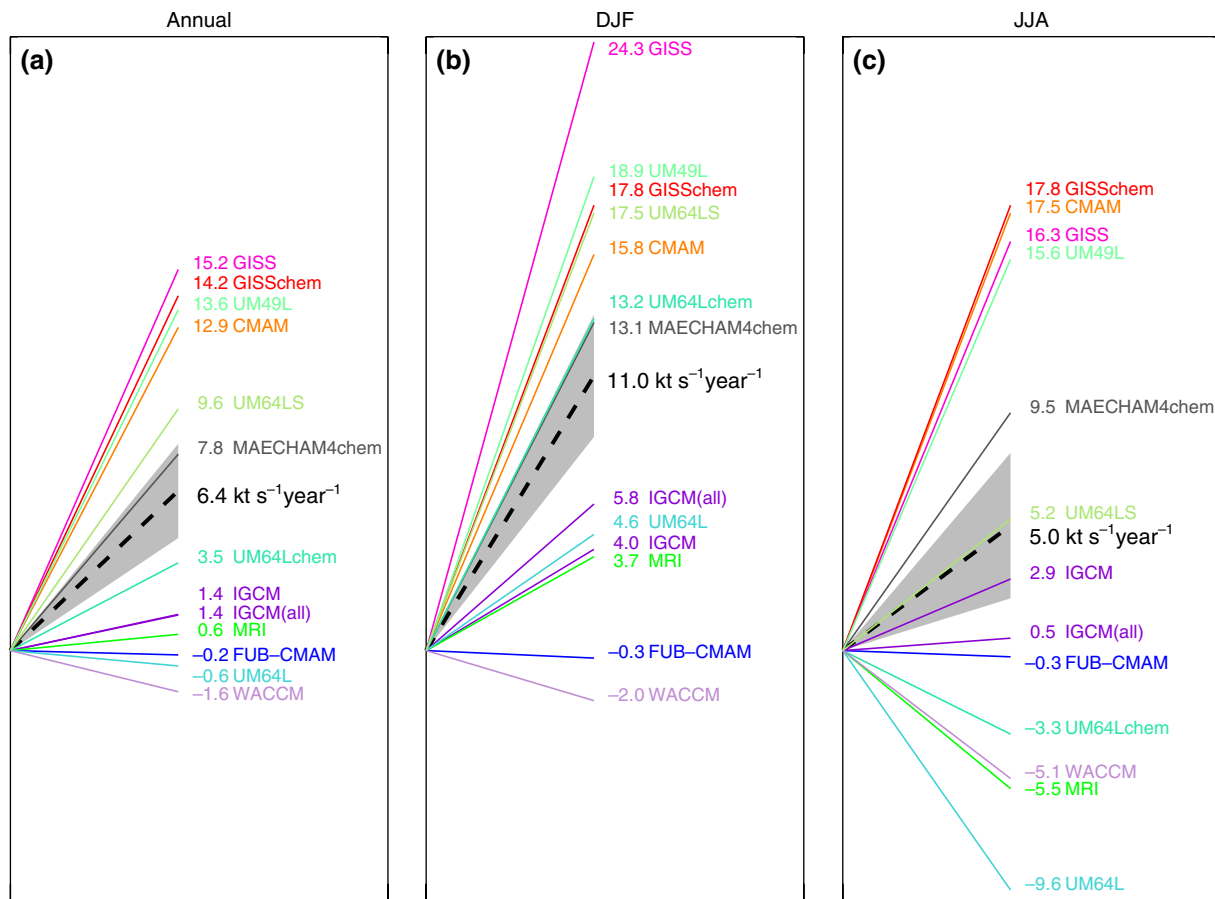 Annual
(a)
15.2 GISS
14.2 GISSchem
13.6 UM49L
12.9 CMAM
9.6 UM64LS
7.8 MAECHAM4chem
6.4 kt s⁻¹year⁻¹
3.5 UM64Lchem
1.4 IGCM
1.4 IGCM(all)
0.6 MRI
−0.2 FUB−CMAM
−0.6 UM64L
−1.6 WACCM
DJF
(b)
24.3 GISS
18.9 UM49L
17.8 GISSchem
17.5 UM64LS
15.8 CMAM
13.2 UM64Lchem
13.1 MAECHAM4chem
11.0 kt s⁻¹year⁻¹
5.8 IGCM(all)
4.6 UM64L
4.0 IGCM
3.7 MRI
−0.3 FUB−CMAM
−2.0 WACCM
JJA
(c)
17.8 GISSchem
17.5 CMAM
16.3 GISS
15.6 UM49L
9.5 MAECHAM4chem
5.2 UM64LS
5.0 kt s⁻¹year⁻¹
2.9 IGCM
0.5 IGCM(all)
−0.3 FUB−CMAM
−3.3 UM64Lchem
−5.1 WACCM
−5.5 MRI
−9.6 UM64L